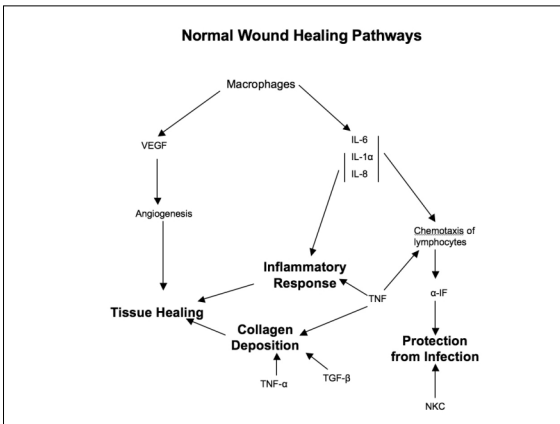 Normal Wound Healing Pathways
Macrophages
VEGF
IL-6
IL-1α
IL-8
Angiogenesis
Chemotaxis of
lymphocytes
Inflammatory
Response
TNF
α-IF
Tissue Healing
Collagen
Deposition
Protection
from Infection
TNF-α
TGF-β
NKC